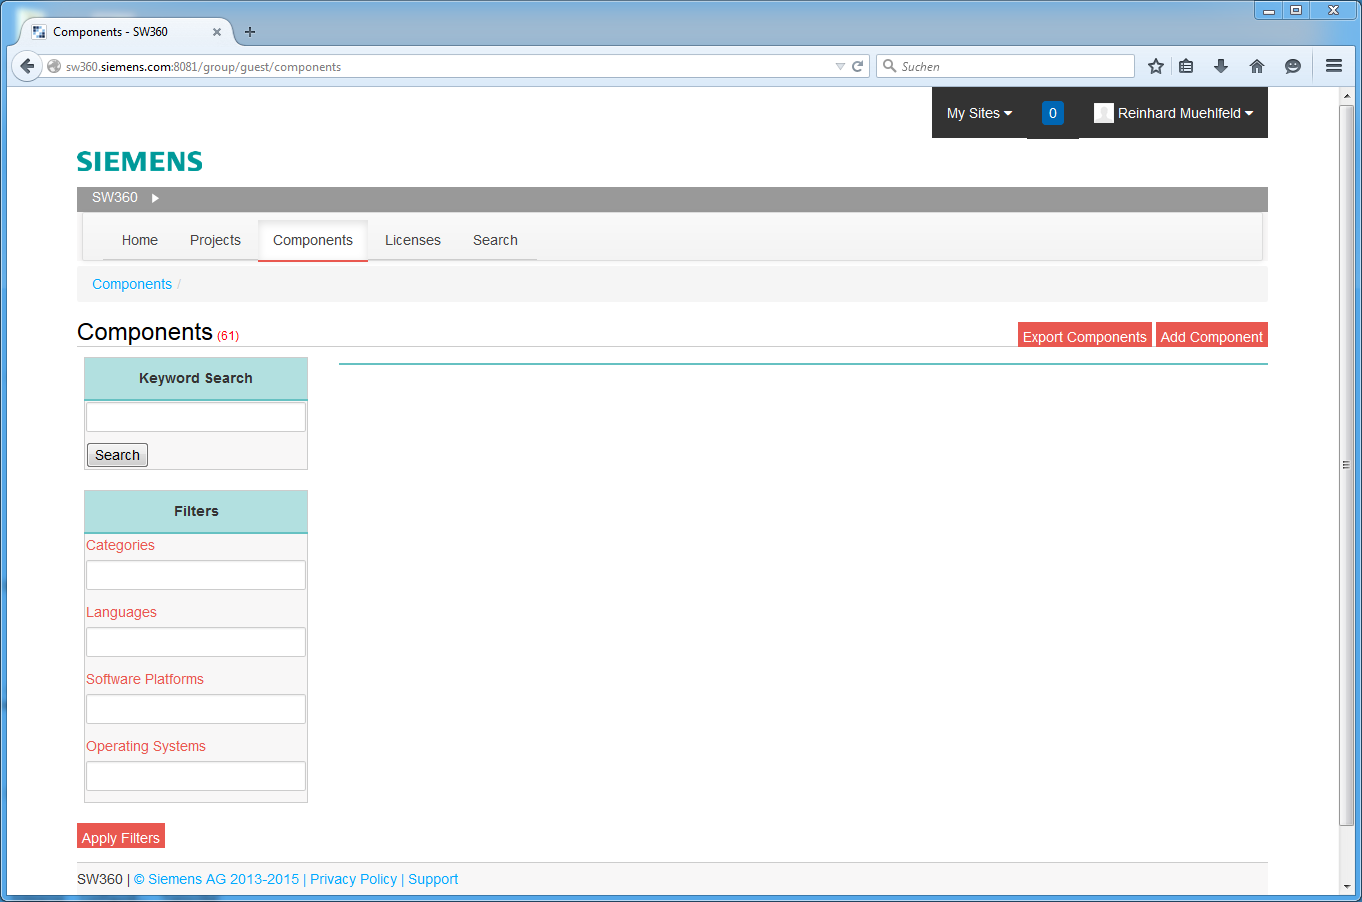 Components - SW360
sw360.siemens.com:8081/group/guest/components
Suchen
My Sites
0
Reinhard Muehlfeld
SIEMENS
SW360
Home Projects Components Licenses Search
Components /
Components (61)
Export Components Add Component
Keyword Search
Search
Filters
Categories
Languages
Software Platforms
Operating Systems
Apply Filters
SW360 | © Siemens AG 2013-2015 | Privacy Policy | Support